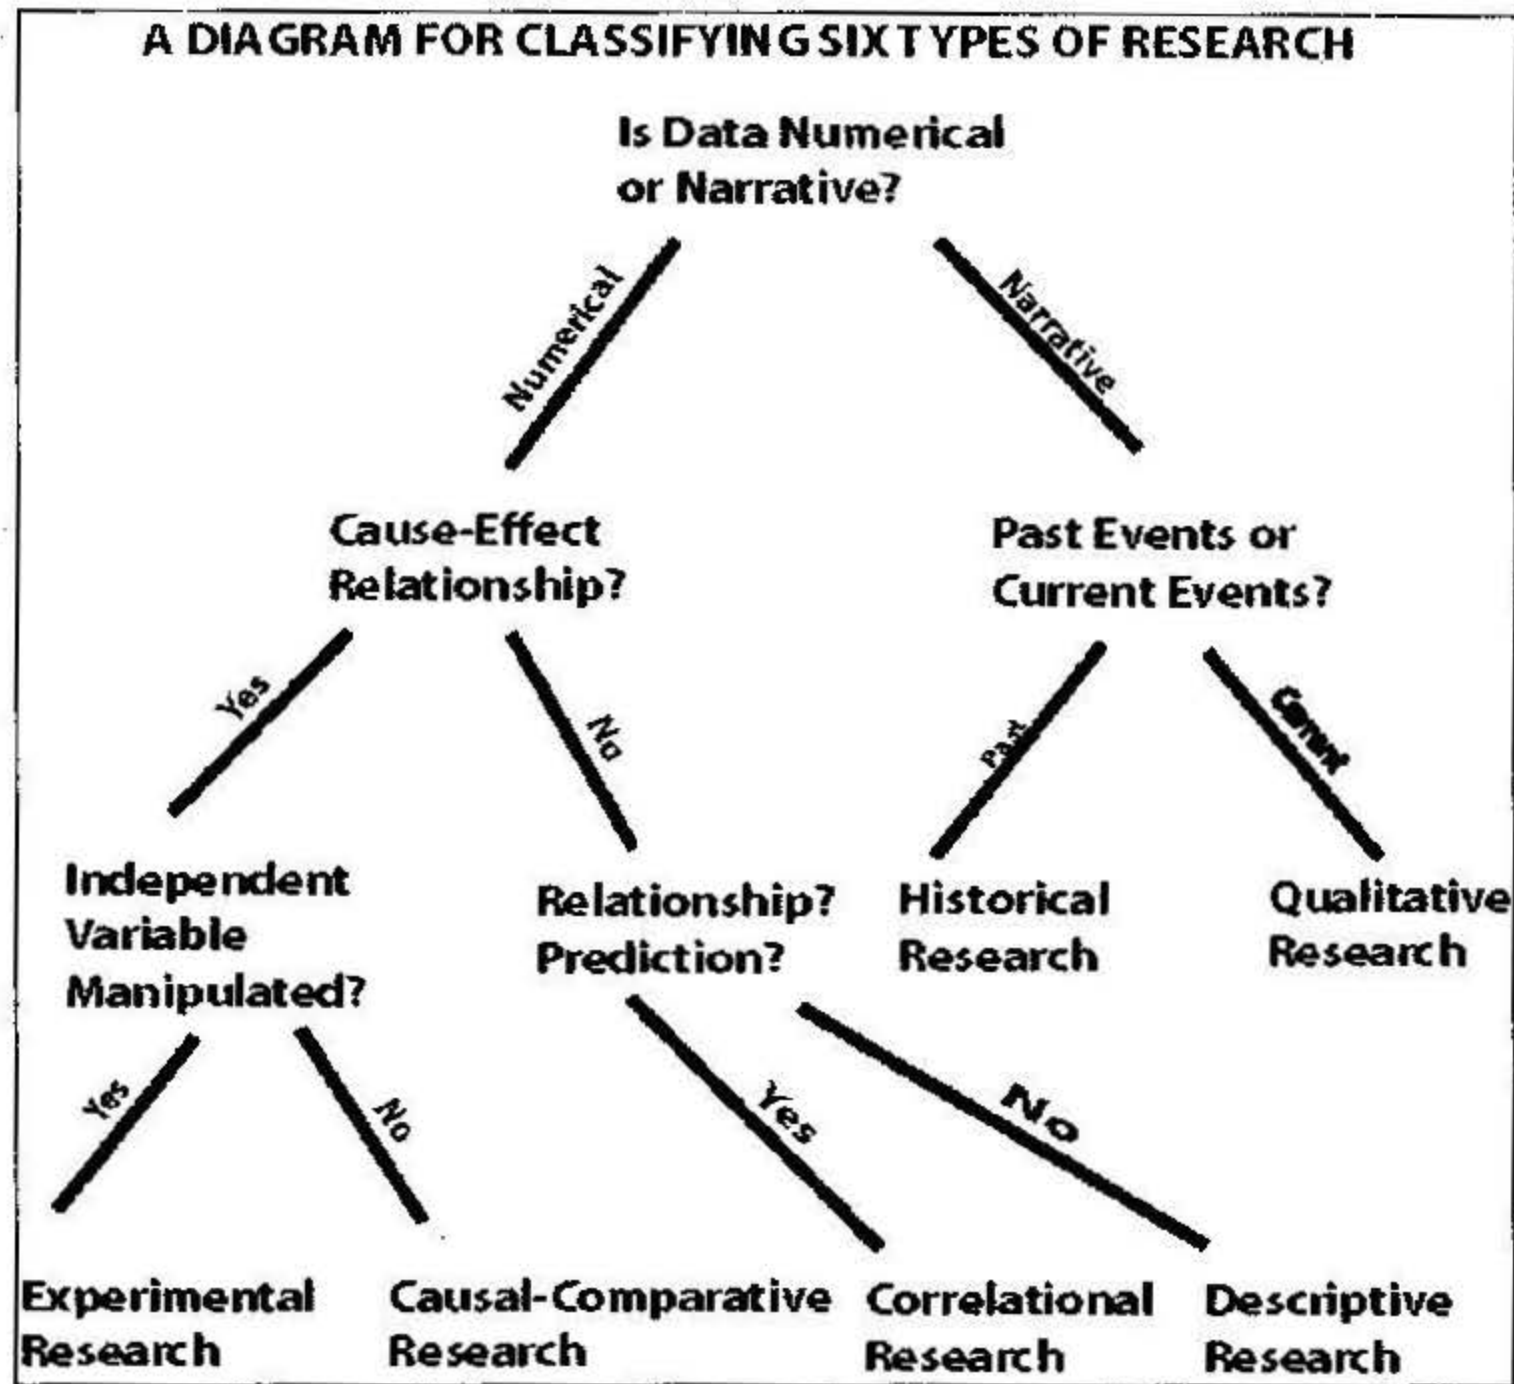 A DIAGRAM FOR CLASSIFYING SIX TYPES OF RESEARCH
Is Data Numerical
or Narrative?
Numerical
Narrative
Cause-Effect
Relationship?
Past Events or
Current Events?
Yes
No
Past
Current
Independent
Variable
Manipulated?
Relationship?
Prediction?
Historical
Research
Qualitative
Research
Yes
No
Yes
No
Experimental
Research
Causal-Comparative
Research
Correlational
Research
Descriptive
Research